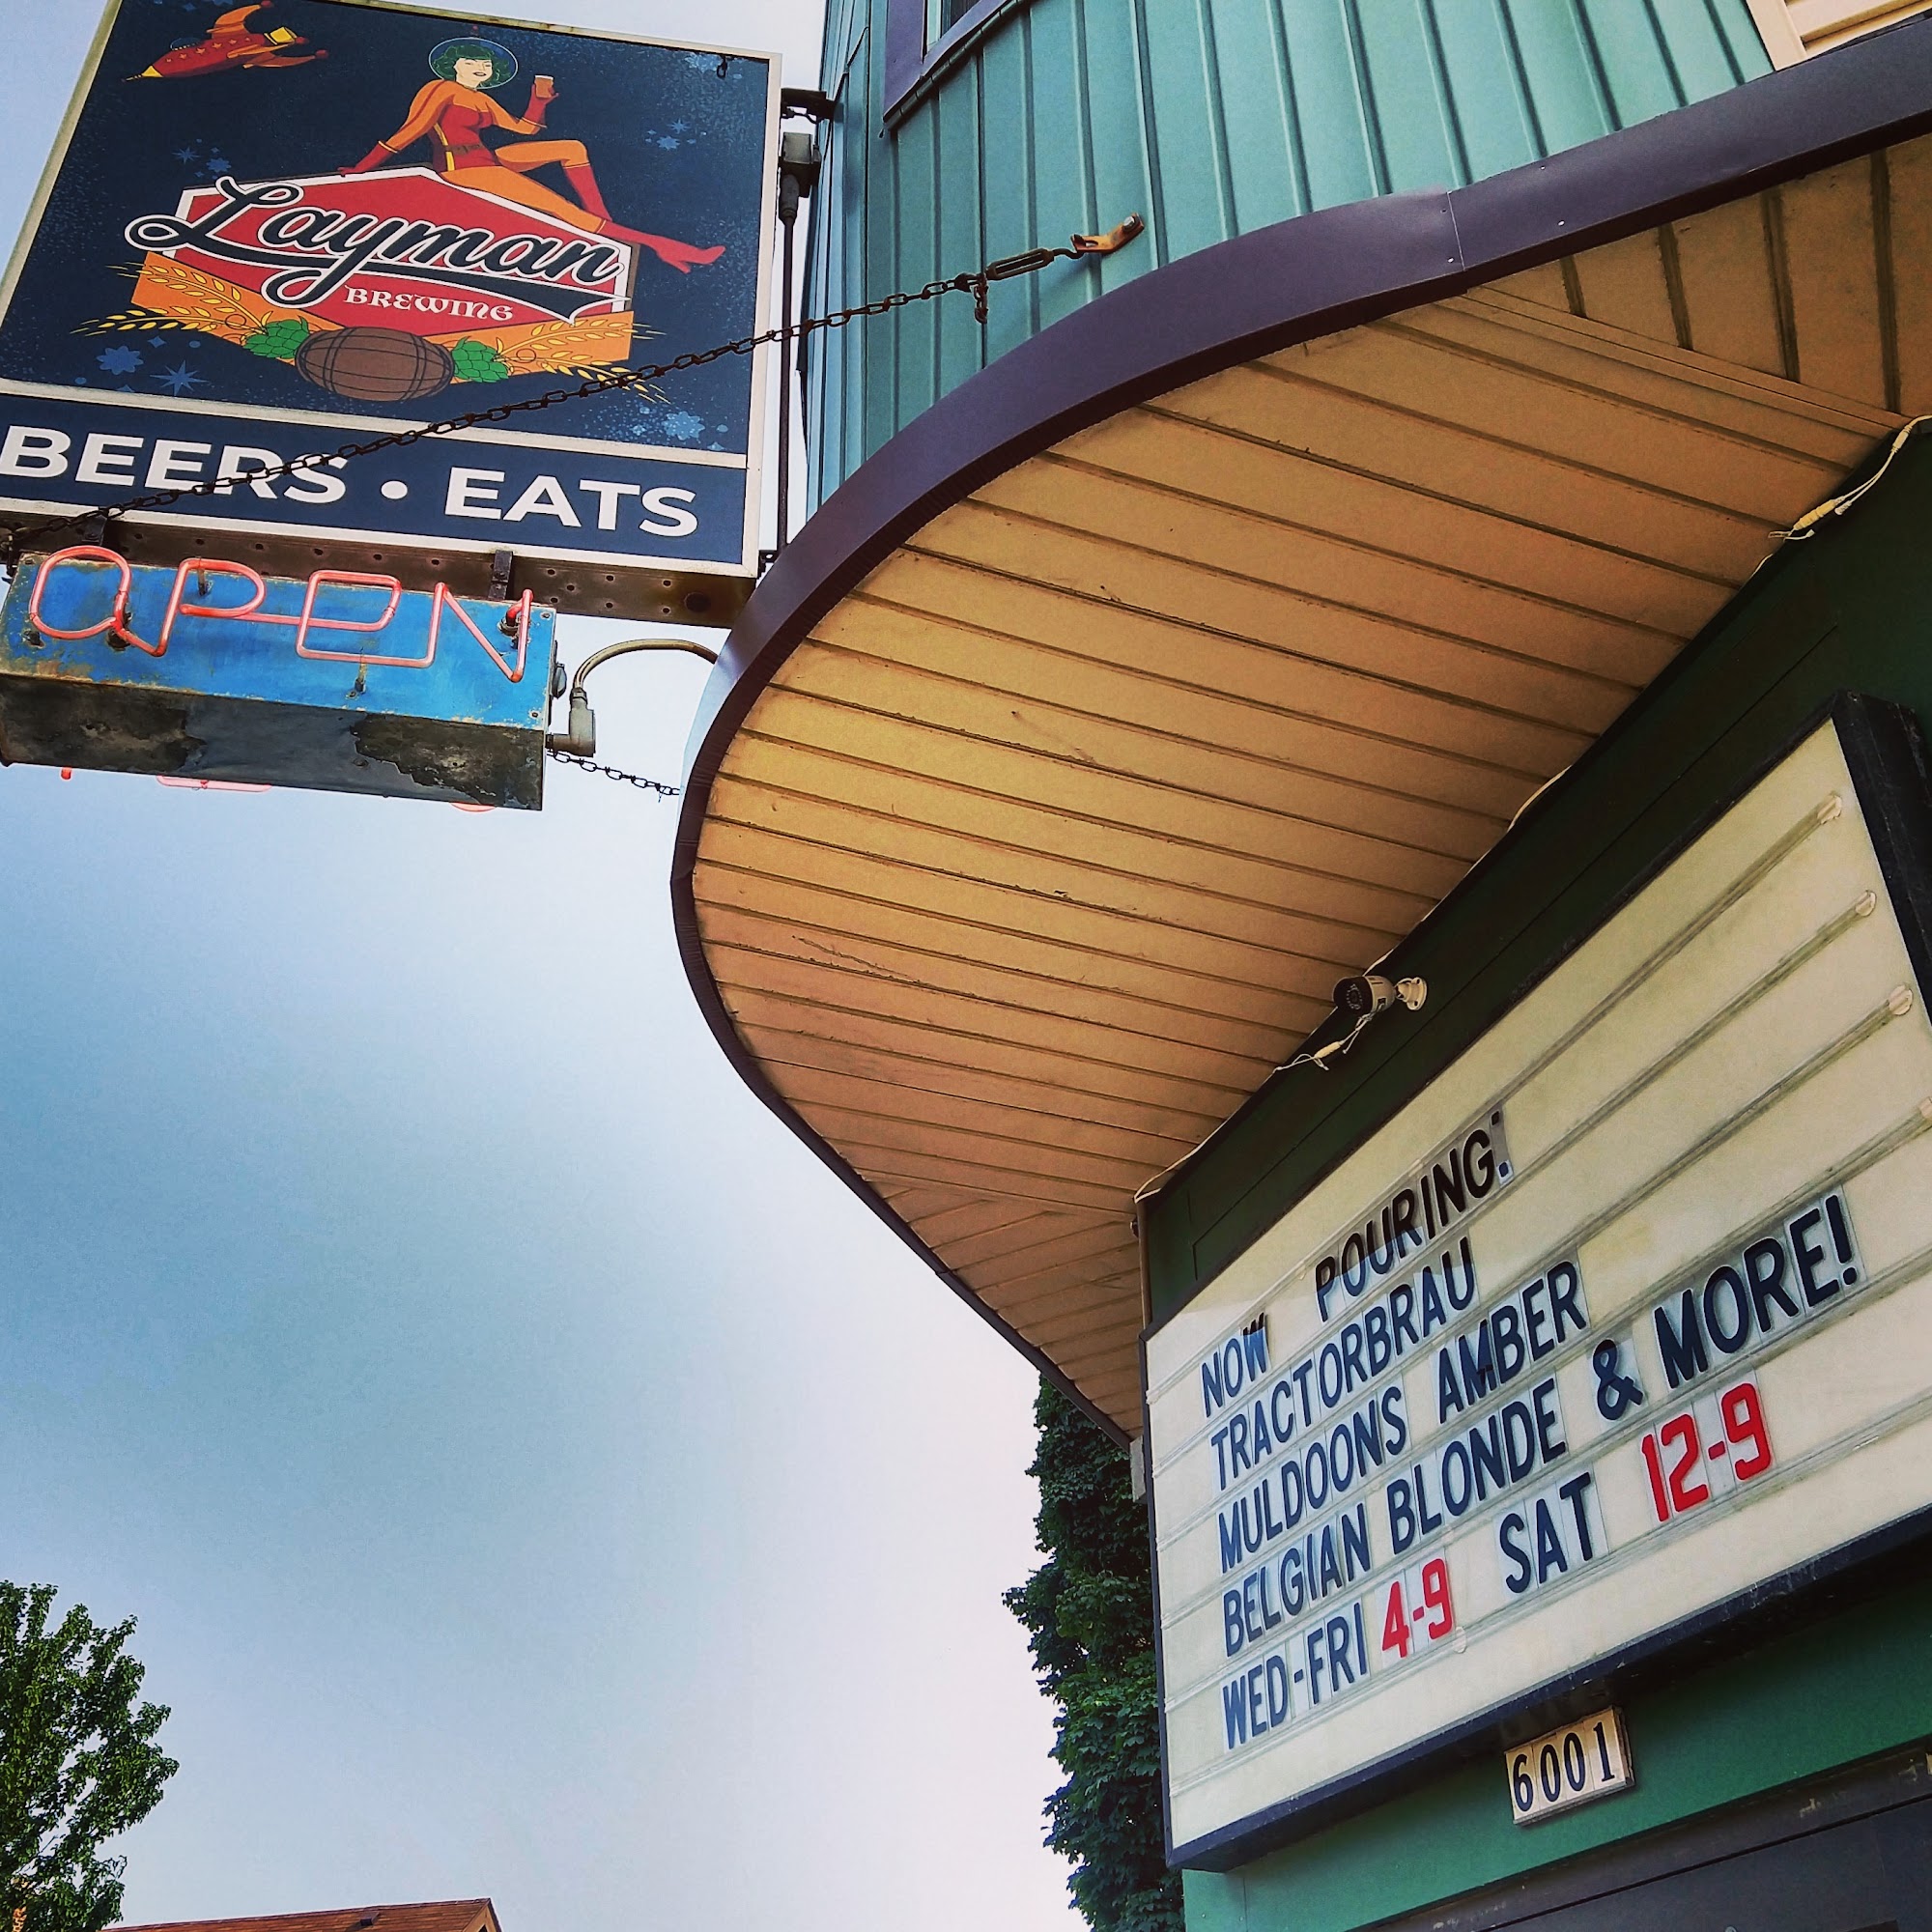 Layman
BREWING
BEERS • EATS
OPEN
NOW POURING:
TRACTORBRAU
MULDOONS AMBER
BELGIAN BLONDE & MORE!
WED-FRI 4-9 SAT 12-9
6001